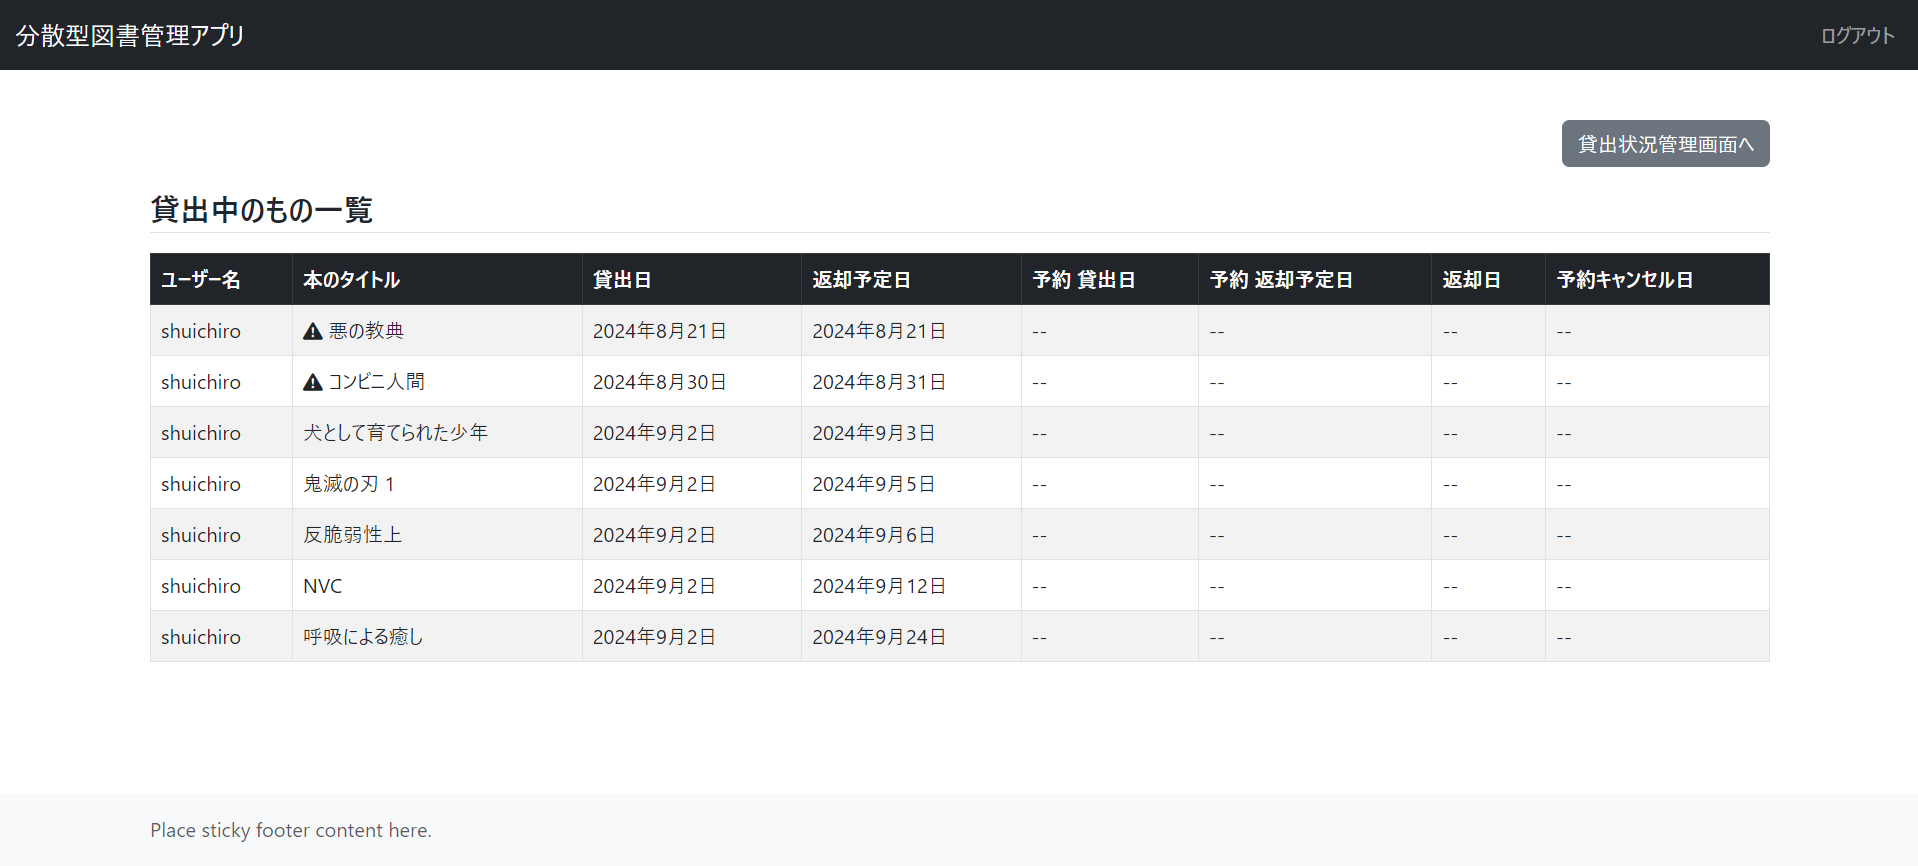 分散型図書管理アプリ ログアウト
貸出状況管理画面へ
貸出中のもの一覧
ユーザー名 本のタイトル 貸出日 返却予定日 予約 貸出日 予約 返却予定日 返却日 予約キャンセル日
shuichiro 悪の教典 2024年8月21日 2024年8月21日 -- -- -- --
shuichiro コンビニ人間 2024年8月30日 2024年8月31日 -- -- -- --
shuichiro 犬として育てられた少年 2024年9月2日 2024年9月3日 -- -- -- --
shuichiro 鬼滅の刃 1 2024年9月2日 2024年9月5日 -- -- -- --
shuichiro 反脆弱性上 2024年9月2日 2024年9月6日 -- -- -- --
shuichiro NVC 2024年9月2日 2024年9月12日 -- -- -- --
shuichiro 呼吸による癒し 2024年9月2日 2024年9月24日 -- -- -- --
Place sticky footer content here.